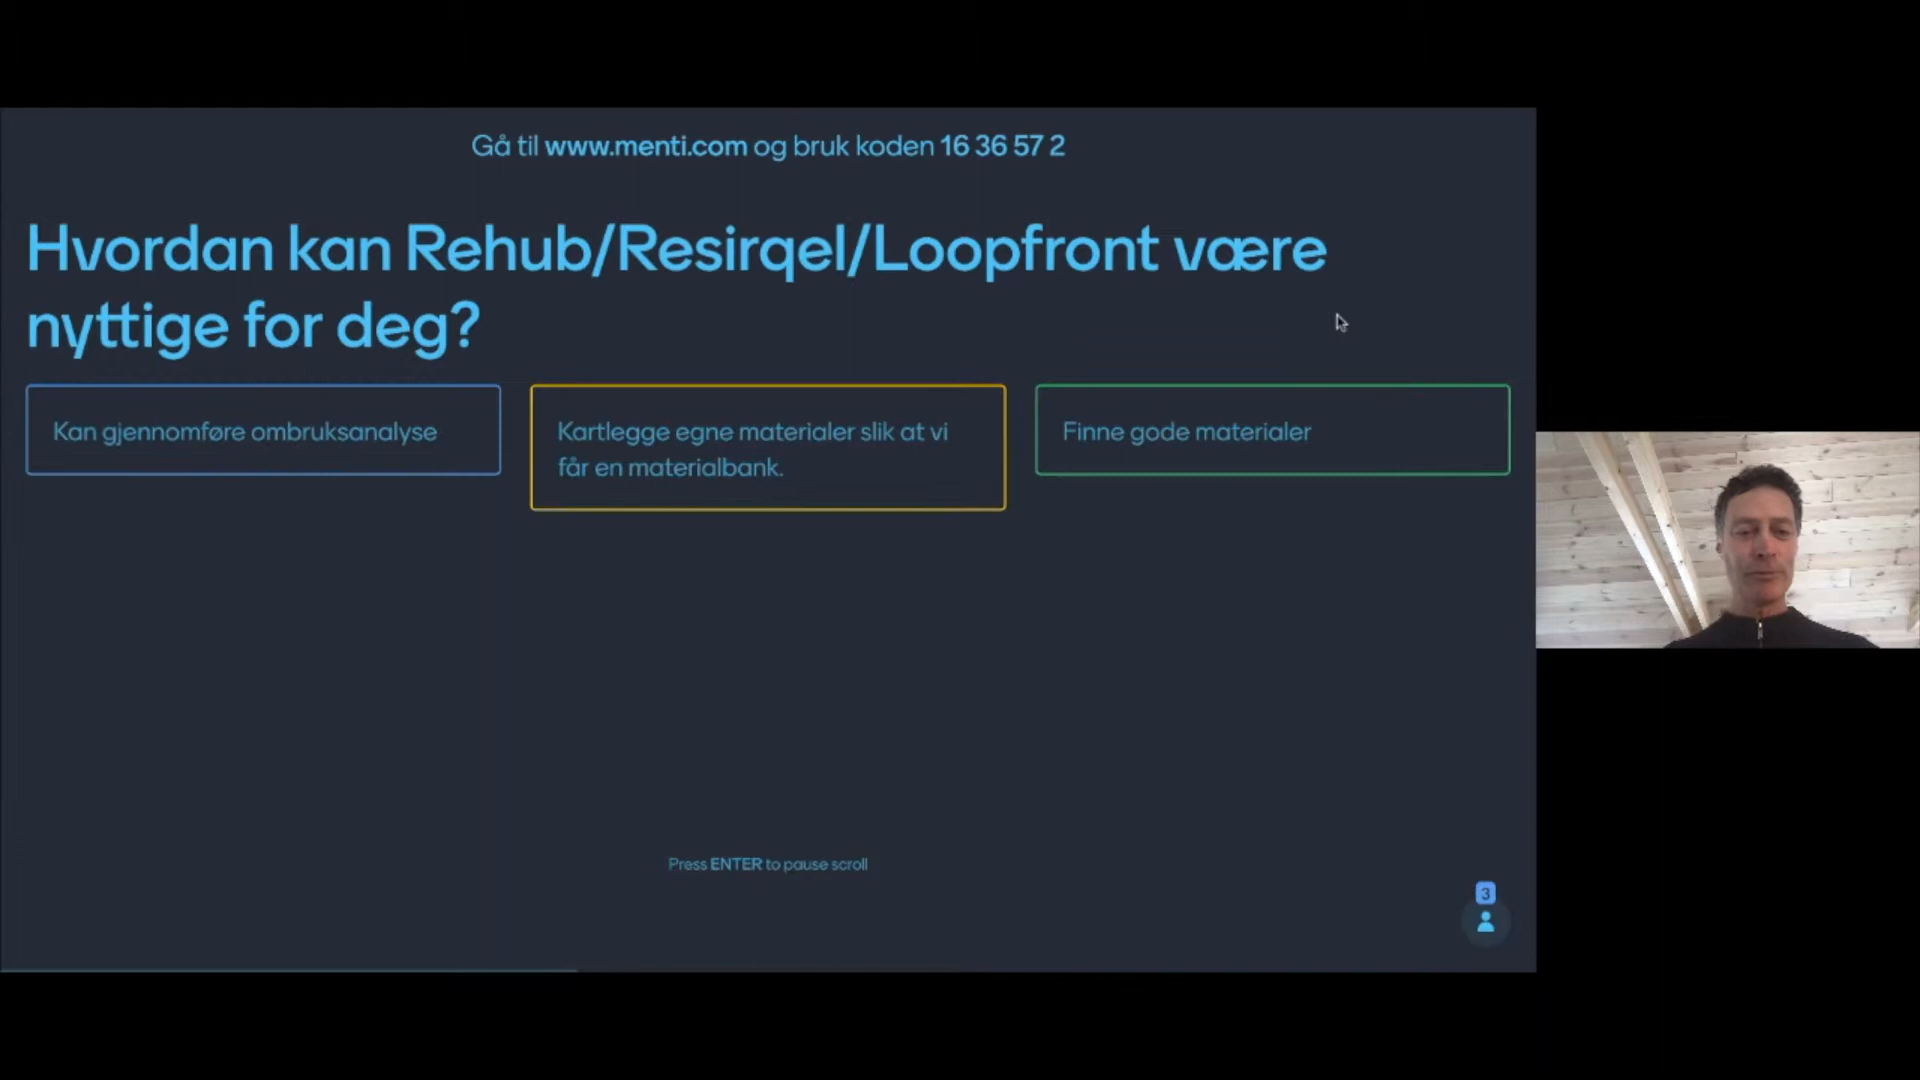 Gå til www.menti.com og bruk koden 16 36 57 2
Hvordan kan Rehub/Resirqel/Loopfront være
nyttige for deg?
Kan gjennomføre ombruksanalyse
Kartlegge egne materialer slik at vi
får en materialbank.
Finne gode materialer
Press ENTER to pause scroll
3